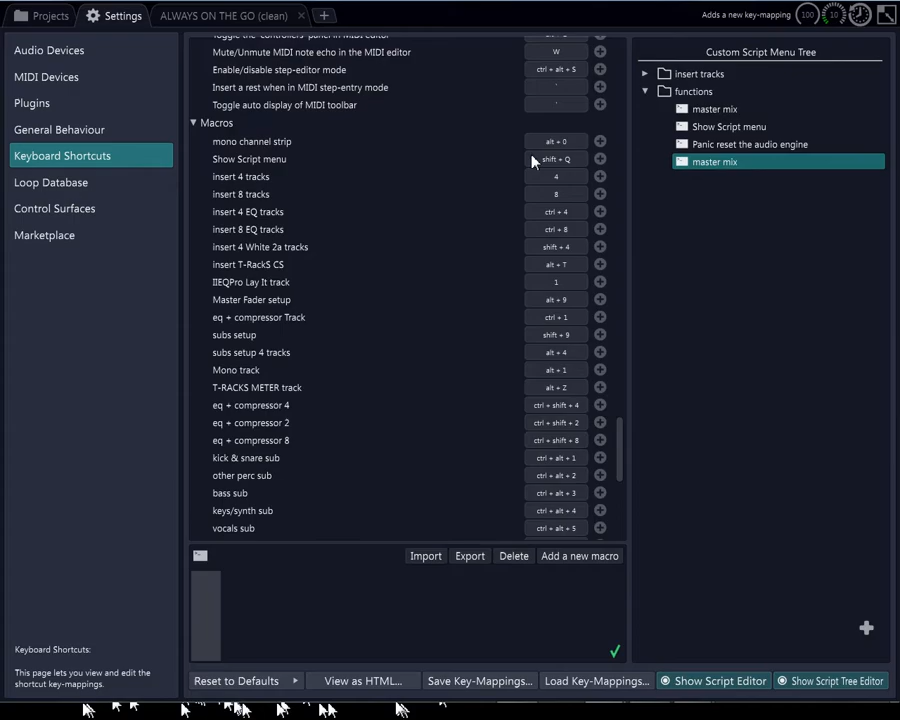 Projects
Settings
ALWAYS ON THE GO (clean)
Adds a new key-mapping
100
10
Audio Devices
MIDI Devices
Plugins
General Behaviour
Keyboard Shortcuts
Loop Database
Control Surfaces
Marketplace
Keyboard Shortcuts:
This page lets you view and edit the
shortcut key-mappings.
Toggle the 'controllers' panel in MIDI editor
Mute/Unmute MIDI note echo in the MIDI editor W
Enable/disable step-editor mode ctrl + alt + S
Insert a rest when in MIDI step-entry mode `
Toggle auto display of MIDI toolbar '
Macros
mono channel strip alt + 0
Show Script menu shift + Q
insert 4 tracks 4
insert 8 tracks 8
insert 4 EQ tracks ctrl + 4
insert 8 EQ tracks ctrl + 8
insert 4 White 2a tracks shift + 4
insert T-RackS CS alt + T
IIEQPro Lay It track 1
Master Fader setup alt + 9
eq + compressor Track ctrl + 1
subs setup shift + 9
subs setup 4 tracks alt + 4
Mono track alt + 1
T-RACKS METER track alt + Z
eq + compressor 4 ctrl + shift + 4
eq + compressor 2 ctrl + shift + 2
eq + compressor 8 ctrl + shift + 8
kick & snare sub ctrl + alt + 1
other perc sub ctrl + alt + 2
bass sub ctrl + alt + 3
keys/synth sub ctrl + alt + 4
vocals sub ctrl + alt + 5
Import Export Delete Add a new macro
Custom Script Menu Tree
insert tracks
functions
master mix
Show Script menu
Panic reset the audio engine
master mix
Reset to Defaults View as HTML... Save Key-Mappings... Load Key-Mappings... Show Script Editor Show Script Tree Editor